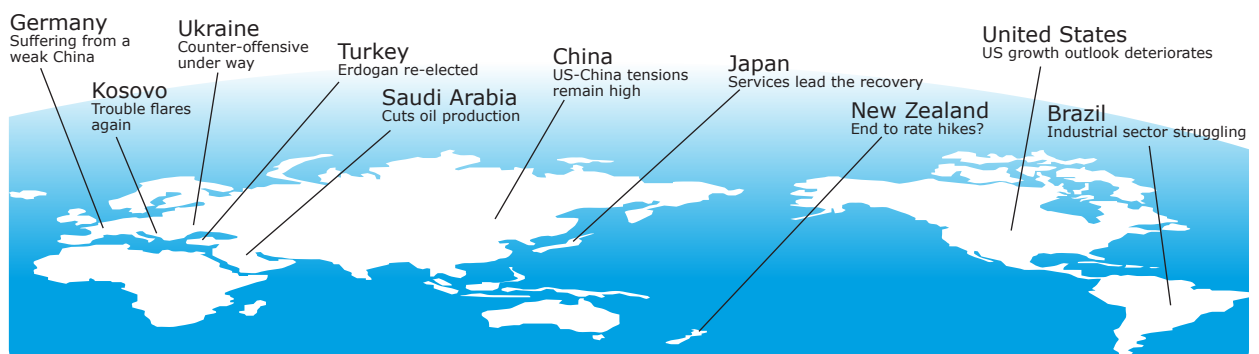 Germany
Suffering from a
weak China
Kosovo
Trouble flares
again
Ukraine
Counter-offensive
under way
Turkey
Erdogan re-elected
Saudi Arabia
Cuts oil production
China
US-China tensions
remain high
Japan
Services lead the recovery
New Zealand
End to rate hikes?
United States
US growth outlook deteriorates
Brazil
Industrial sector struggling